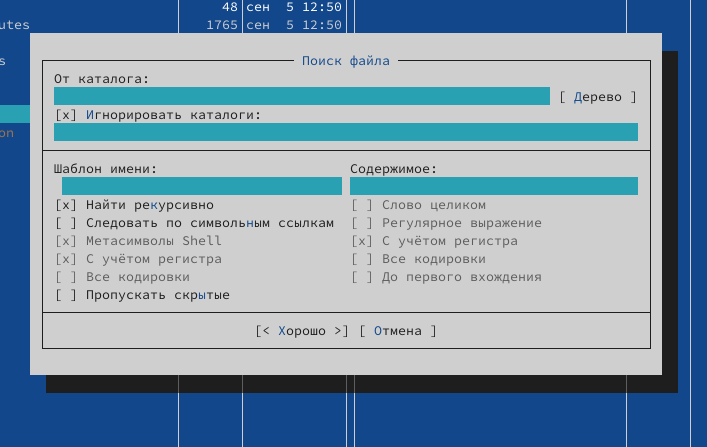 48 сен 5 12:50
utes 1765 сен 5 12:50
s
on
Поиск файла
От каталога:
[ Дерево ]
[x] Игнорировать каталоги:
Шаблон имени: Содержимое:
[x] Найти рекурсивно [ ] Слово целиком
[ ] Следовать по символьным ссылкам [ ] Регулярное выражение
[x] Метасимволы Shell [x] С учётом регистра
[x] С учётом регистра [ ] Все кодировки
[ ] Все кодировки [ ] До первого вхождения
[ ] Пропускать скрытые
[< Хорошо >] [ Отмена ]